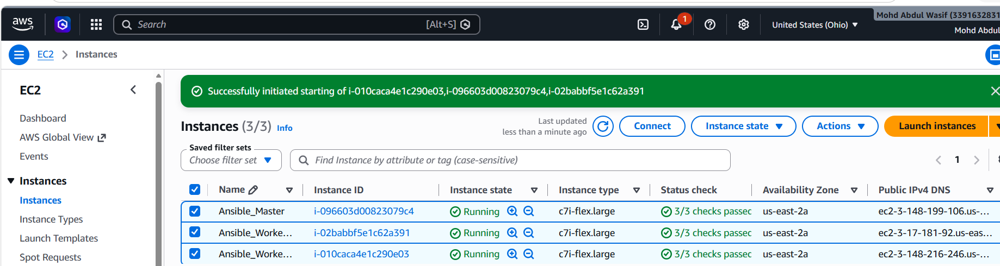 aws
Search
[Alt+S]
1
United States (Ohio)
Mohd Abdul Wasif (3391632831
Mohd Abdul
EC2
Instances
EC2
Dashboard
AWS Global View
Events
Instances
Instances
Instance Types
Launch Templates
Spot Requests
Successfully initiated starting of i-010caca4e1c290e03,i-096603d00823079c4,i-02babbf5e1c62a391
Instances (3/3) Info
Last updated
less than a minute ago
Connect
Instance state
Actions
Launch instances
Saved filter sets
Choose filter set
Find Instance by attribute or tag (case-sensitive)
1
Name Instance ID Instance state Instance type Status check Availability Zone Public IPv4 DNS
Ansible_Master i-096603d00823079c4 Running c7i-flex.large 3/3 checks passed us-east-2a ec2-3-148-199-106.us-...
Ansible_Worke... i-02babbf5e1c62a391 Running c7i-flex.large 3/3 checks passed us-east-2a ec2-3-17-181-92.us-eas...
Ansible_Worke... i-010caca4e1c290e03 Running c7i-flex.large 3/3 checks passed us-east-2a ec2-3-148-216-246.us-...